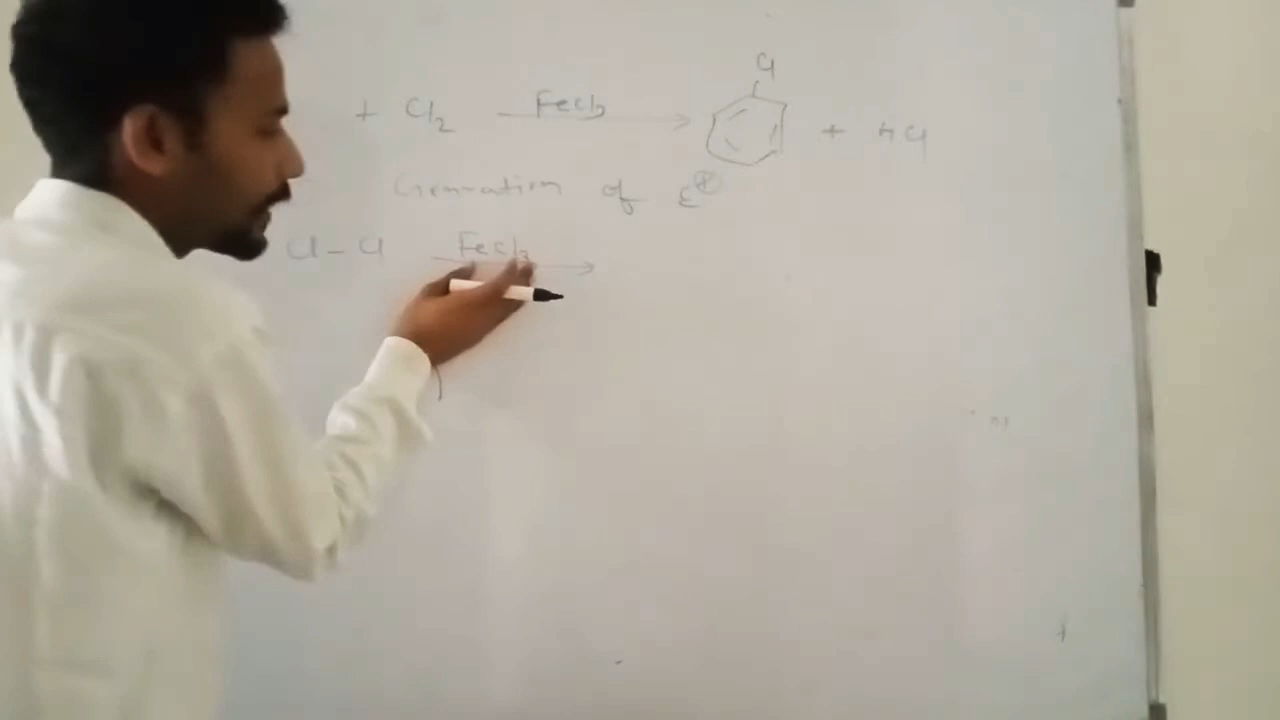 + Cl₂ FeCl₃ → Cl + HCl
Generation of E⊕
Cl – Cl FeCl₃ →